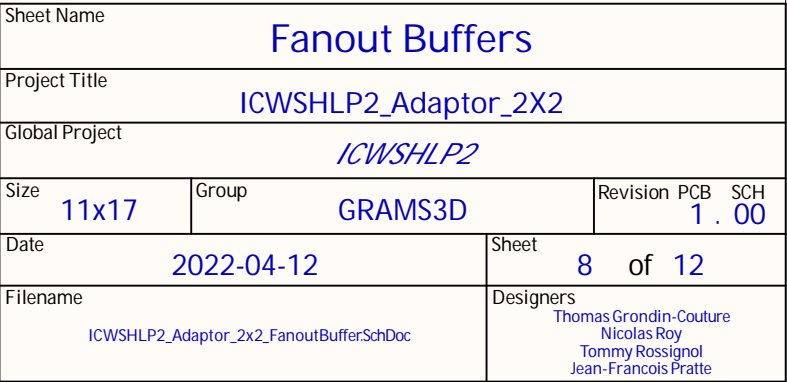 Sheet Name
Fanout Buffers
Project Title
ICWSHLP2_Adaptor_2X2
Global Project
ICWSHLP2
Size
11x17
Group
GRAMS3D
Revision PCB SCH
1 . 00
Date
2022-04-12
Sheet
8 of 12
Filename
ICWSHLP2_Adaptor_2x2_FanoutBuffer.SchDoc
Designers
Thomas Grondin-Couture
Nicolas Roy
Tommy Rossignol
Jean-Francois Pratte